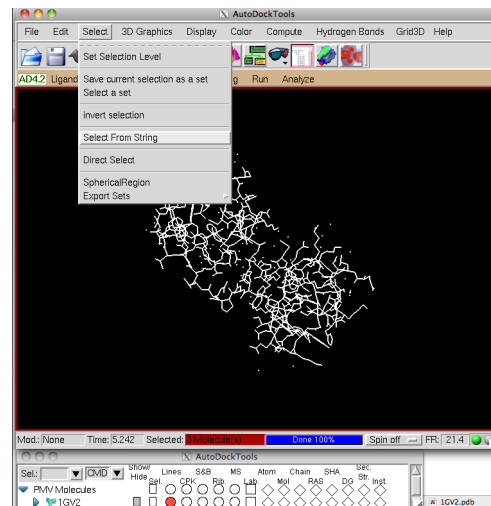 AutoDockTools
File Edit Select 3D Graphics Display Color Compute Hydrogen Bonds Grid3D Help
AD4.2 Ligand g Run Analyze
Set Selection Level
Save current selection as a set
Select a set
invert selection
Select From String
Direct Select
SphericalRegion
Export Sets
Mod.: None Time: 5.242 Selected: 0 Molecule(s) Done 100% Spin off FR: 21.4
AutoDockTools
Sel.: CMD Show/ Hide Sel. Lines CPK S&B Rib. MS Lab. Atom Mol Chain RAS SHA DG Sec. Str. Inst.
PMV Molecules
1GV2
1GV2.pdb